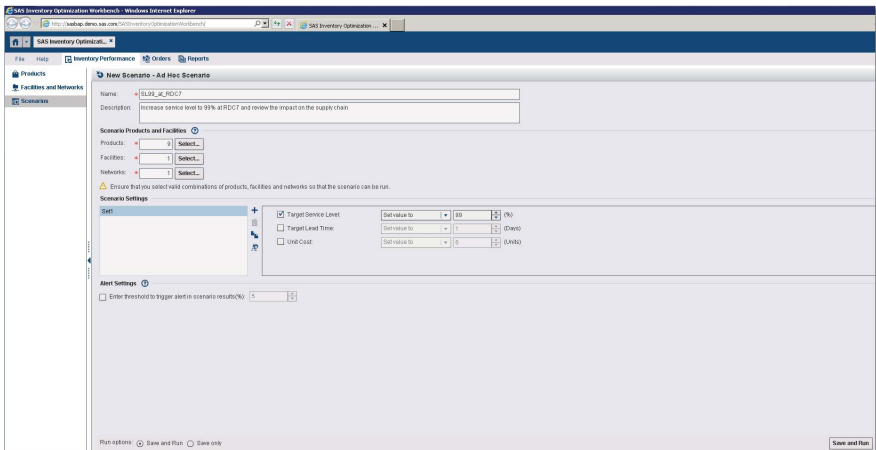 SAS Inventory Optimization Workbench - Windows Internet Explorer
http://sasbap.demo.sas.com/SASInventoryOptimizationWorkbench/
SAS Inventory Optimization ...
SAS Inventory Optimizati...
File Help Inventory Performance Orders Reports
Products
Facilities and Networks
Scenarios
New Scenario - Ad Hoc Scenario
Name: * SL99_at_RDC7
Description: Increase service level to 99% at RDC7 and review the impact on the supply chain
Scenario Products and Facilities
Products: * 9 Select...
Facilities: * 1 Select...
Networks: * 1 Select...
Ensure that you select valid combinations of products, facilities and networks so that the scenario can be run.
Scenario Settings
Set1
Target Service Level: Set value to 99 (%)
Target Lead Time: Set value to 1 (Days)
Unit Cost: Set value to 0 (Units)
Alert Settings
Enter threshold to trigger alert in scenario results(%): 5
Run options: Save and Run Save only
Save and Run